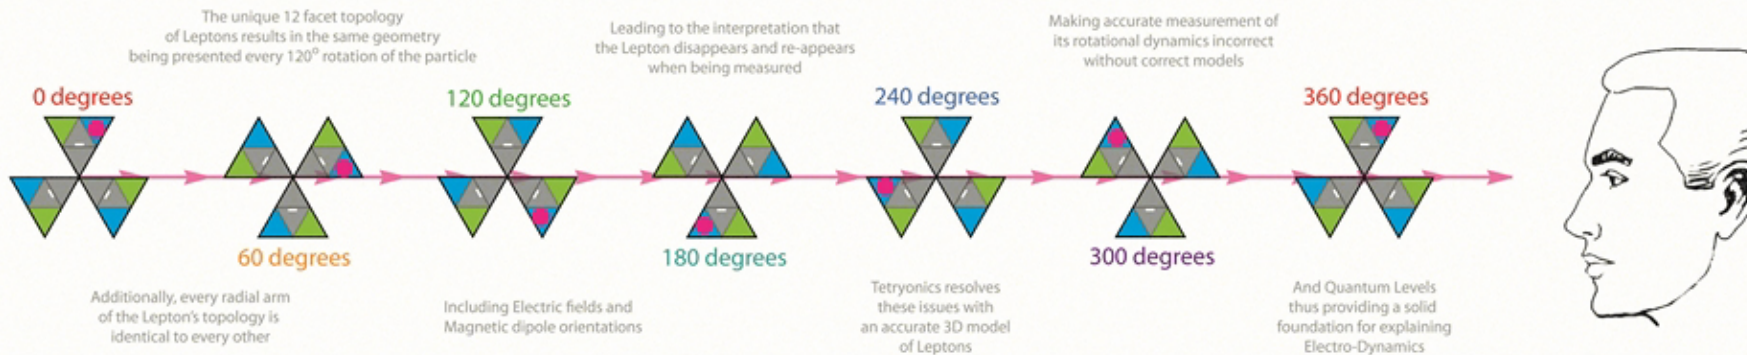 The unique 12 facet topology
of Leptons results in the same geometry
being presented every 120° rotation of the particle
Leading to the interpretation that
the Lepton disappears and re-appears
when being measured
Making accurate measurement of
its rotational dynamics incorrect
without correct models
0 degrees
120 degrees
240 degrees
360 degrees
60 degrees
180 degrees
300 degrees
Additionally, every radial arm
of the Lepton's topology is
identical to every other
Including Electric fields and
Magnetic dipole orientations
Tetryonics resolves
these issues with
an accurate 3D model
of Leptons
And Quantum Levels
thus providing a solid
foundation for explaining
Electro-Dynamics